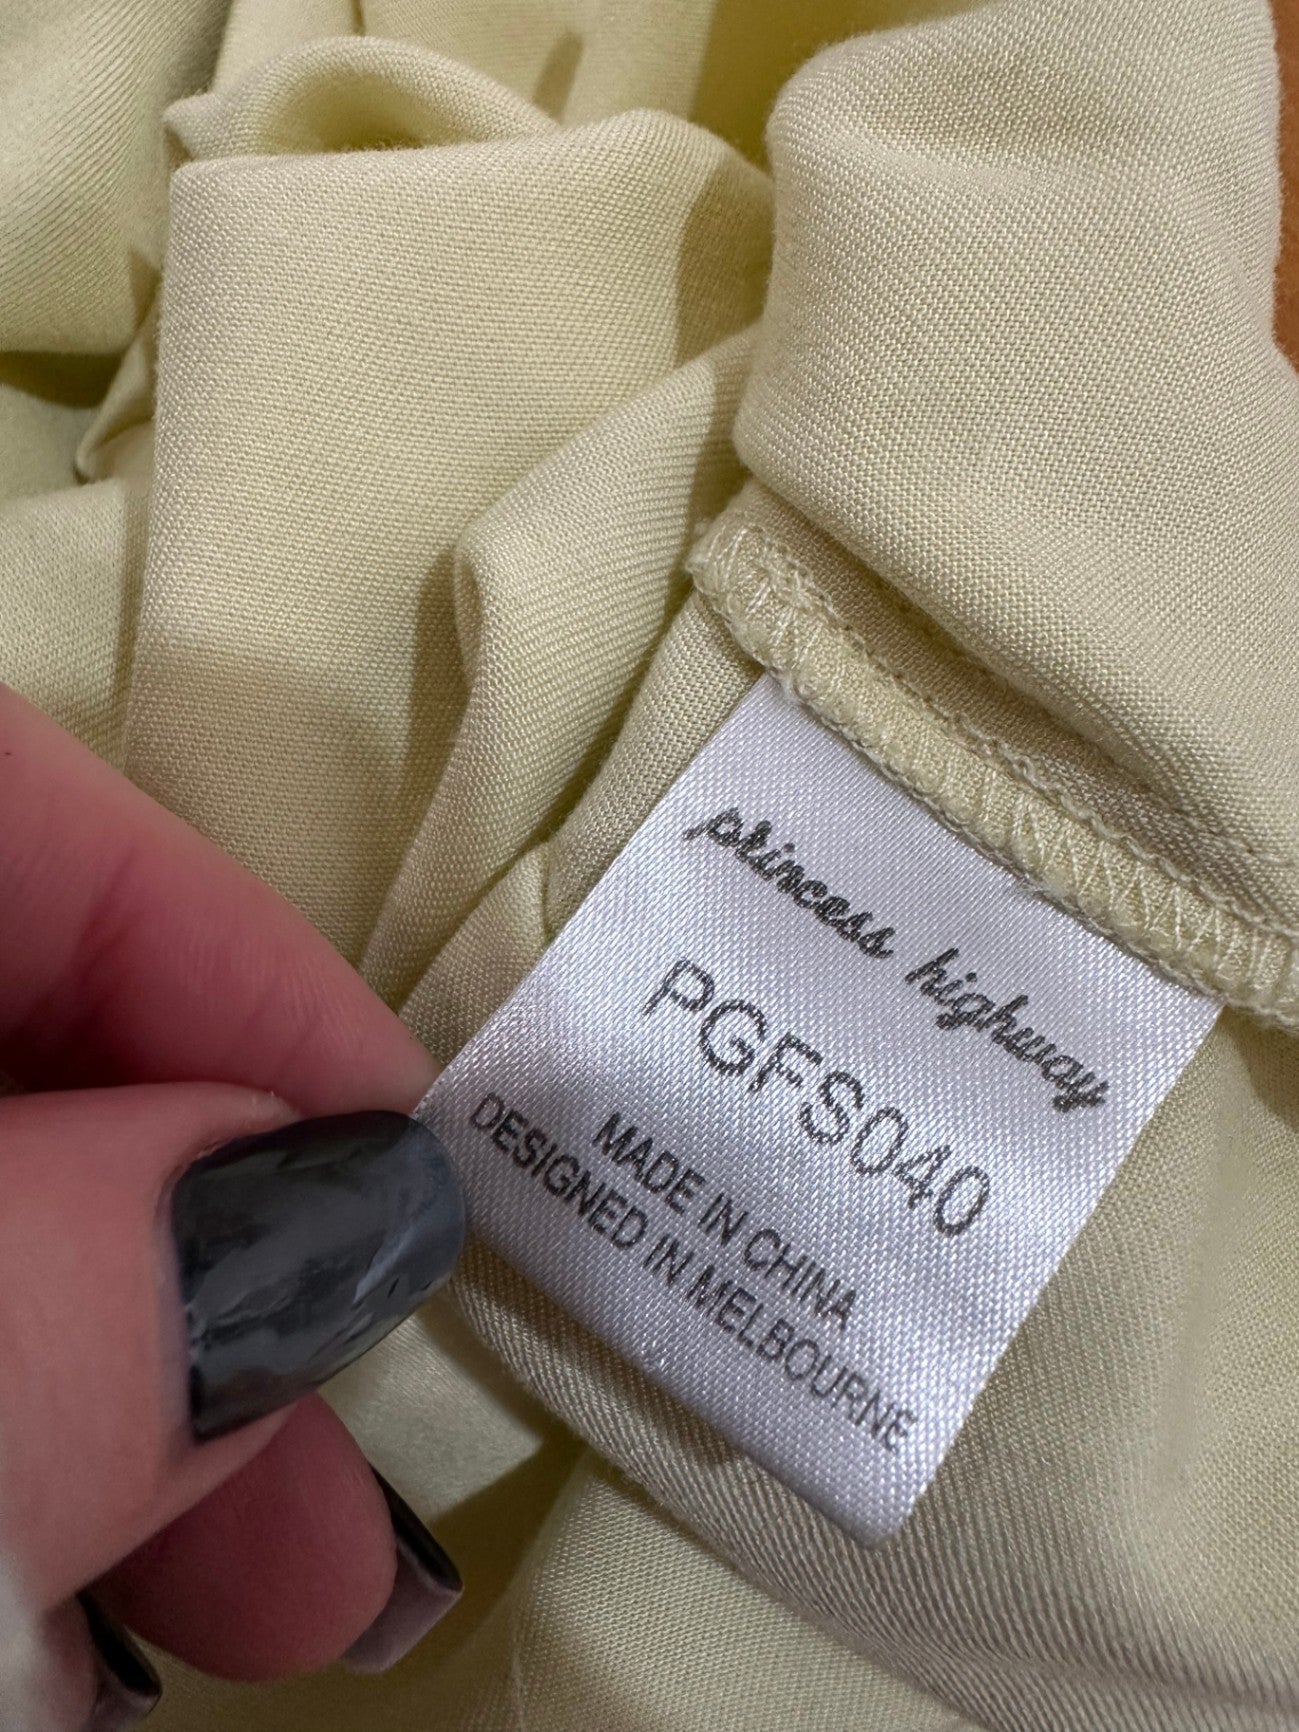 princess highway
PGFS040
MADE IN CHINA
DESIGNED IN MELBOURNE